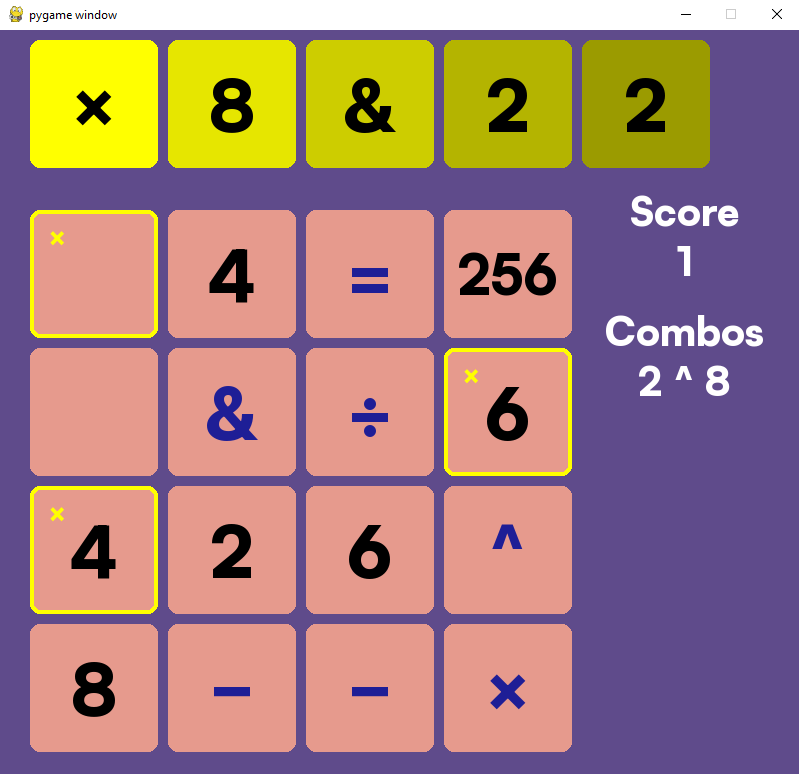 pygame window
× 8 & 2 2
× 4 = 256
& ÷ × 6
× 4 2 6 ^
8 − − ×
Score
1
Combos
2 ^ 8